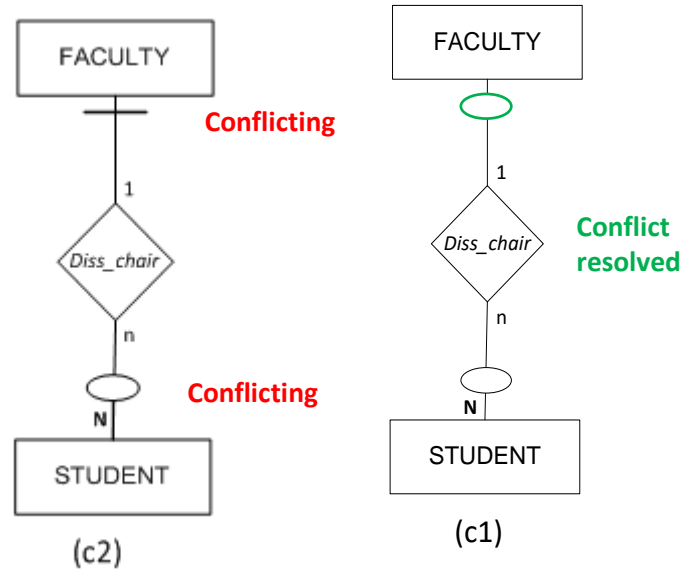 FACULTY
Conflicting
1
Diss_chair
n
Conflicting
N
STUDENT
(c2)
FACULTY
1
Diss_chair
Conflict
resolved
n
N
STUDENT
(c1)